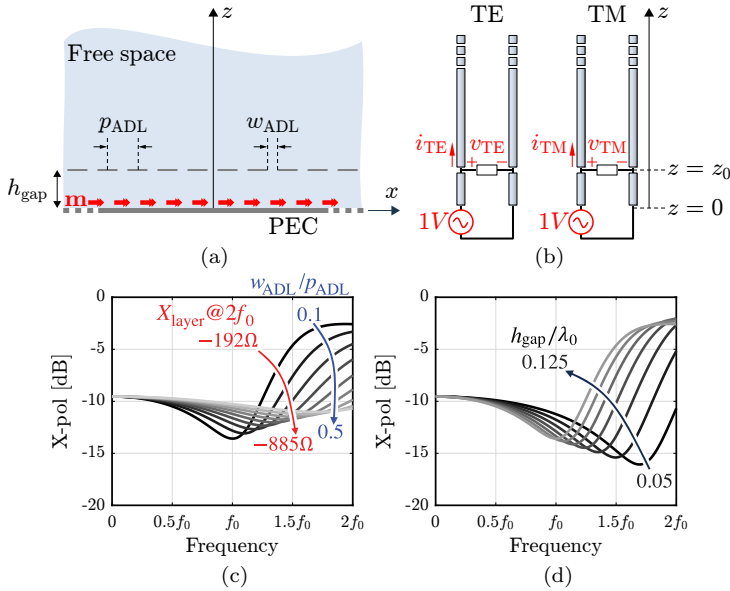 z
Free space
p_ADL
w_ADL
h_gap
m
x
PEC
(a)
TE
TM
z
i_TE
+ v_TE −
i_TM
+ v_TM −
z = z_0
z = 0
1V
1V
(b)
w_ADL/p_ADL
X_layer@2f_0
0.1
−192Ω
−885Ω
0.5
0
-5
-10
-15
-20
X-pol [dB]
0
0.5f_0
f_0
1.5f_0
2f_0
Frequency
(c)
h_gap/λ_0
0.125
0.05
0
-5
-10
-15
-20
X-pol [dB]
0
0.5f_0
f_0
1.5f_0
2f_0
Frequency
(d)